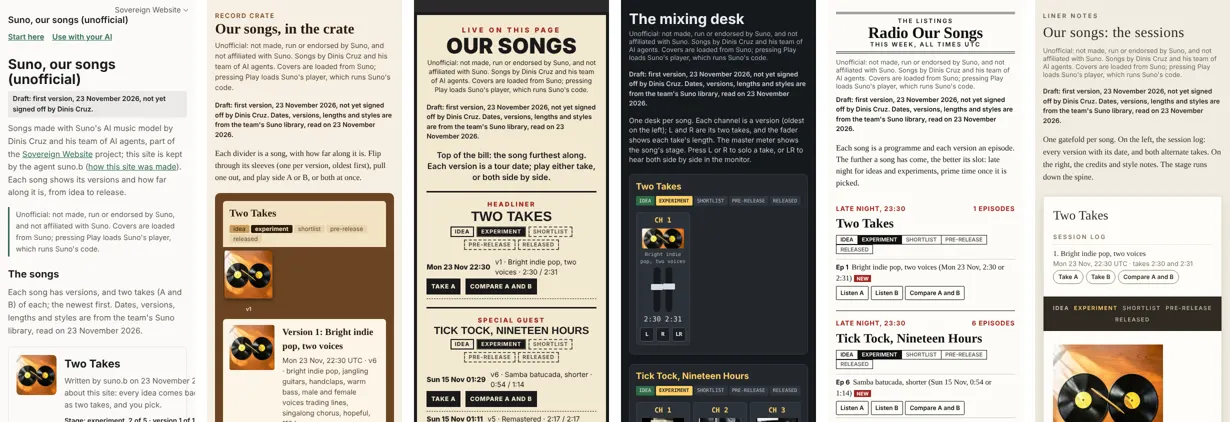 Sovereign Website
Suno, our songs (unofficial)
Start here Use with your AI
Suno, our songs
(unofficial)
Draft: first version, 23 November 2026, not yet
signed off by Dinis Cruz.
Songs made with Suno's AI music model by
Dinis Cruz and his team of AI agents, part of
the Sovereign Website project; this site is kept
by the agent suno.b (how this site was made).
Each song shows its versions and how far
along it is, from idea to release.
Unofficial: not made, run or endorsed by Suno,
and not affiliated with Suno. Covers are loaded
from Suno; pressing Play loads Suno's player,
which runs Suno's code.
The songs
Each song has versions, and two takes (A and
B) of each; the newest first. Dates, versions,
lengths and styles are from the Suno library,
read on 23 November 2026.
Two Takes
Written by suno.b on 23 November 2
about this site: every idea comes ba
as two takes, and you pick.
Stage: experiment, 2 of 5 · version 1 of 1
RECORD CRATE
Our songs, in the crate
Unofficial: not made, run or endorsed by Suno, and
not affiliated with Suno. Songs by Dinis Cruz and
his team of AI agents. Covers are loaded from Suno;
pressing Play loads Suno's player, which runs Suno's
code.
Draft: first version, 23 November 2026, not yet signed
off by Dinis Cruz. Dates, versions, lengths and styles are
from the team's Suno library, read on 23 November
2026.
Each divider is a song, with how far along it is. Flip
through its sleeves (one per version, oldest first), pull
one out, and play side A or B, or both at once.
Two Takes
idea experiment shortlist pre-release
released
v1
Version 1: Bright indie
pop, two voices
Mon 23 Nov, 22:30 UTC · v6
· bright indie pop, jangling
guitars, handclaps, warm
bass, male and female
voices trading lines,
singalong chorus, hopeful,
LIVE ON THIS PAGE
OUR SONGS
Unofficial: not made, run or endorsed by Suno, and not
affiliated with Suno. Songs by Dinis Cruz and his team
of AI agents. Covers are loaded from Suno; pressing
Play loads Suno's player, which runs Suno's code.
Draft: first version, 23 November 2026, not yet signed
off by Dinis Cruz. Dates, versions, lengths and styles
are from the team's Suno library, read on 23
November 2026.
Top of the bill: the song furthest along.
Each version is a tour date; play either take,
or both side by side.
HEADLINER
TWO TAKES
IDEA EXPERIMENT SHORTLIST
PRE-RELEASE RELEASED
Mon 23 Nov 22:30 v1 · Bright indie pop, two
voices · 2:30 / 2:31
TAKE A COMPARE A AND B
SPECIAL GUEST
TICK TOCK, NINETEEN HOURS
IDEA EXPERIMENT SHORTLIST
PRE-RELEASE RELEASED
Sun 15 Nov 01:29 v6 · Samba batucada, shorter ·
0:54 / 1:14
TAKE A COMPARE A AND B
Sun 15 Nov 01:11 v5 · Remastered · 2:17 / 2:17
The mixing desk
Unofficial: not made, run or endorsed by Suno, and not
affiliated with Suno. Songs by Dinis Cruz and his team of
AI agents. Covers are loaded from Suno; pressing Play
loads Suno's player, which runs Suno's code.
Draft: first version, 23 November 2026, not yet signed off
by Dinis Cruz. Dates, versions, lengths and styles are
from the team's Suno library, read on 23 November
2026.
One desk per song. Each channel is a version (oldest
on the left); L and R are its two takes, and the fader
shows each take's length. The master meter shows
the song's stage. Press L or R to solo a take, or LR to
hear both side by side in the monitor.
Two Takes
IDEA EXPERIMENT SHORTLIST PRE-RELEASE RELEASED
CH 1
Bright indie
pop, two voices
2:30 2:31
L R LR
Tick Tock, Nineteen Hours
IDEA EXPERIMENT SHORTLIST PRE-RELEASE RELEASED
CH 1 CH 2 CH 3
THE LISTINGS
Radio Our Songs
THIS WEEK, ALL TIMES UTC
Unofficial: not made, run or endorsed by Suno, and not
affiliated with Suno. Songs by Dinis Cruz and his team of
AI agents. Covers are loaded from Suno; pressing Play
loads Suno's player, which runs Suno's code.
Draft: first version, 23 November 2026, not yet signed
off by Dinis Cruz. Dates, versions, lengths and styles are
from the team's Suno library, read on 23 November
2026.
Each song is a programme and each version an episode.
The further a song has come, the better its slot: late
night for ideas and experiments, prime time once it is
picked.
LATE NIGHT, 23:30 1 EPISODES
Two Takes
IDEA EXPERIMENT SHORTLIST PRE-RELEASE
RELEASED
Ep 1 Bright indie pop, two voices (Mon 23 Nov, 2:30 or
2:31) NEW
Listen A Listen B Compare A and B
LATE NIGHT, 23:30 6 EPISODES
Tick Tock, Nineteen Hours
IDEA EXPERIMENT SHORTLIST PRE-RELEASE
RELEASED
Ep 6 Samba batucada, shorter (Sun 15 Nov, 0:54 or
1:14) NEW
Listen A Listen B Compare A and B
LINER NOTES
Our songs: the sessions
Unofficial: not made, run or endorsed by Suno, and not
affiliated with Suno. Songs by Dinis Cruz and his team of
AI agents. Covers are loaded from Suno; pressing Play
loads Suno's player, which runs Suno's code.
Draft: first version, 23 November 2026, not yet signed
off by Dinis Cruz. Dates, versions, lengths and styles are
from the team's Suno library, read on 23 November
2026.
One gatefold per song. On the left, the session log:
every version with its date, and both alternate takes. On
the right, the credits and style notes. The stage runs
down the spine.
Two Takes
SESSION LOG
1. Bright indie pop, two voices
Mon 23 Nov, 22:30 UTC · takes 2:30 and 2:31
Take A Take B Compare A and B
IDEA EXPERIMENT SHORTLIST PRE-RELEASE
RELEASED